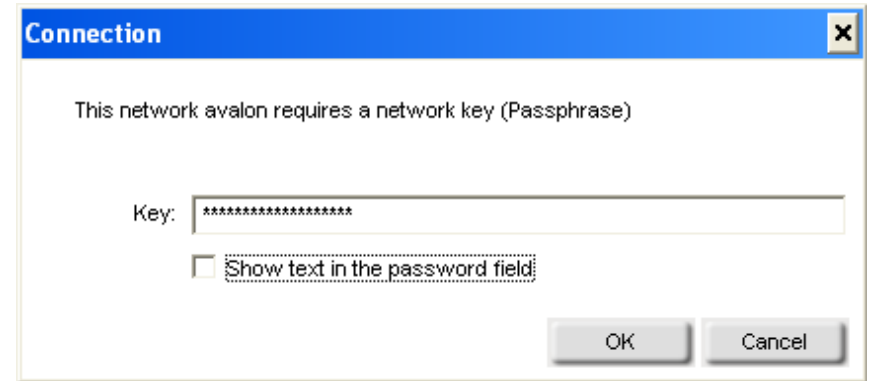 Connection
This network avalon requires a network key (Passphrase)
Key: *******************
Show text in the password field
OK Cancel